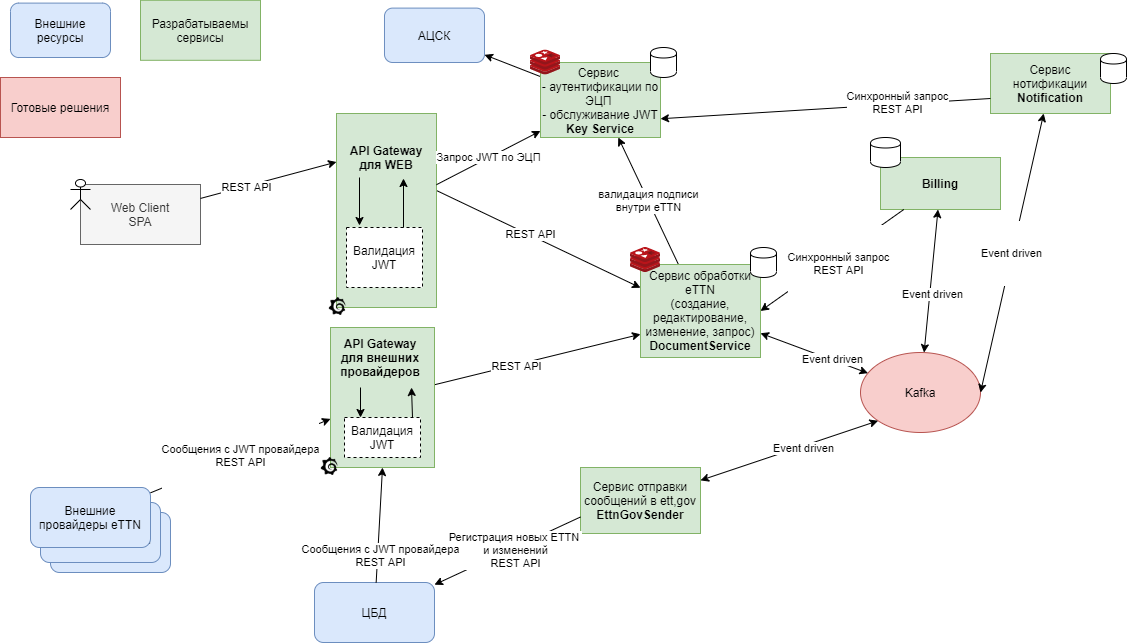 Внешние
ресурсы
Разрабатываемы
сервисы
Готовые решения
АЦСК
Сервис
- аутентификации по
ЭЦП
- обслуживание JWT
Key Service
Сервис
нотификации
Notification
Синхронный запрос
REST API
API Gateway
для WEB
Валидация
JWT
Запрос JWT по ЭЦП
REST API
Web Client
SPA
Billing
валидация подписи
внутри еТТN
REST API
Синхронный запрос
REST API
Event driven
Event driven
Сервис обработки
еТТN
(создание,
редактирование,
изменение, запрос)
DocumentService
API Gateway
для внешних
провайдеров
Валидация
JWT
REST API
Event driven
Kafka
Сообщения с JWT провайдера
REST API
Event driven
Внешние
провайдеры еТТN
Сервис отправки
сообщений в ett,gov
EttnGovSender
Регистрация новых ETTN
и изменений
REST API
Сообщения с JWT провайдера
REST API
ЦБД